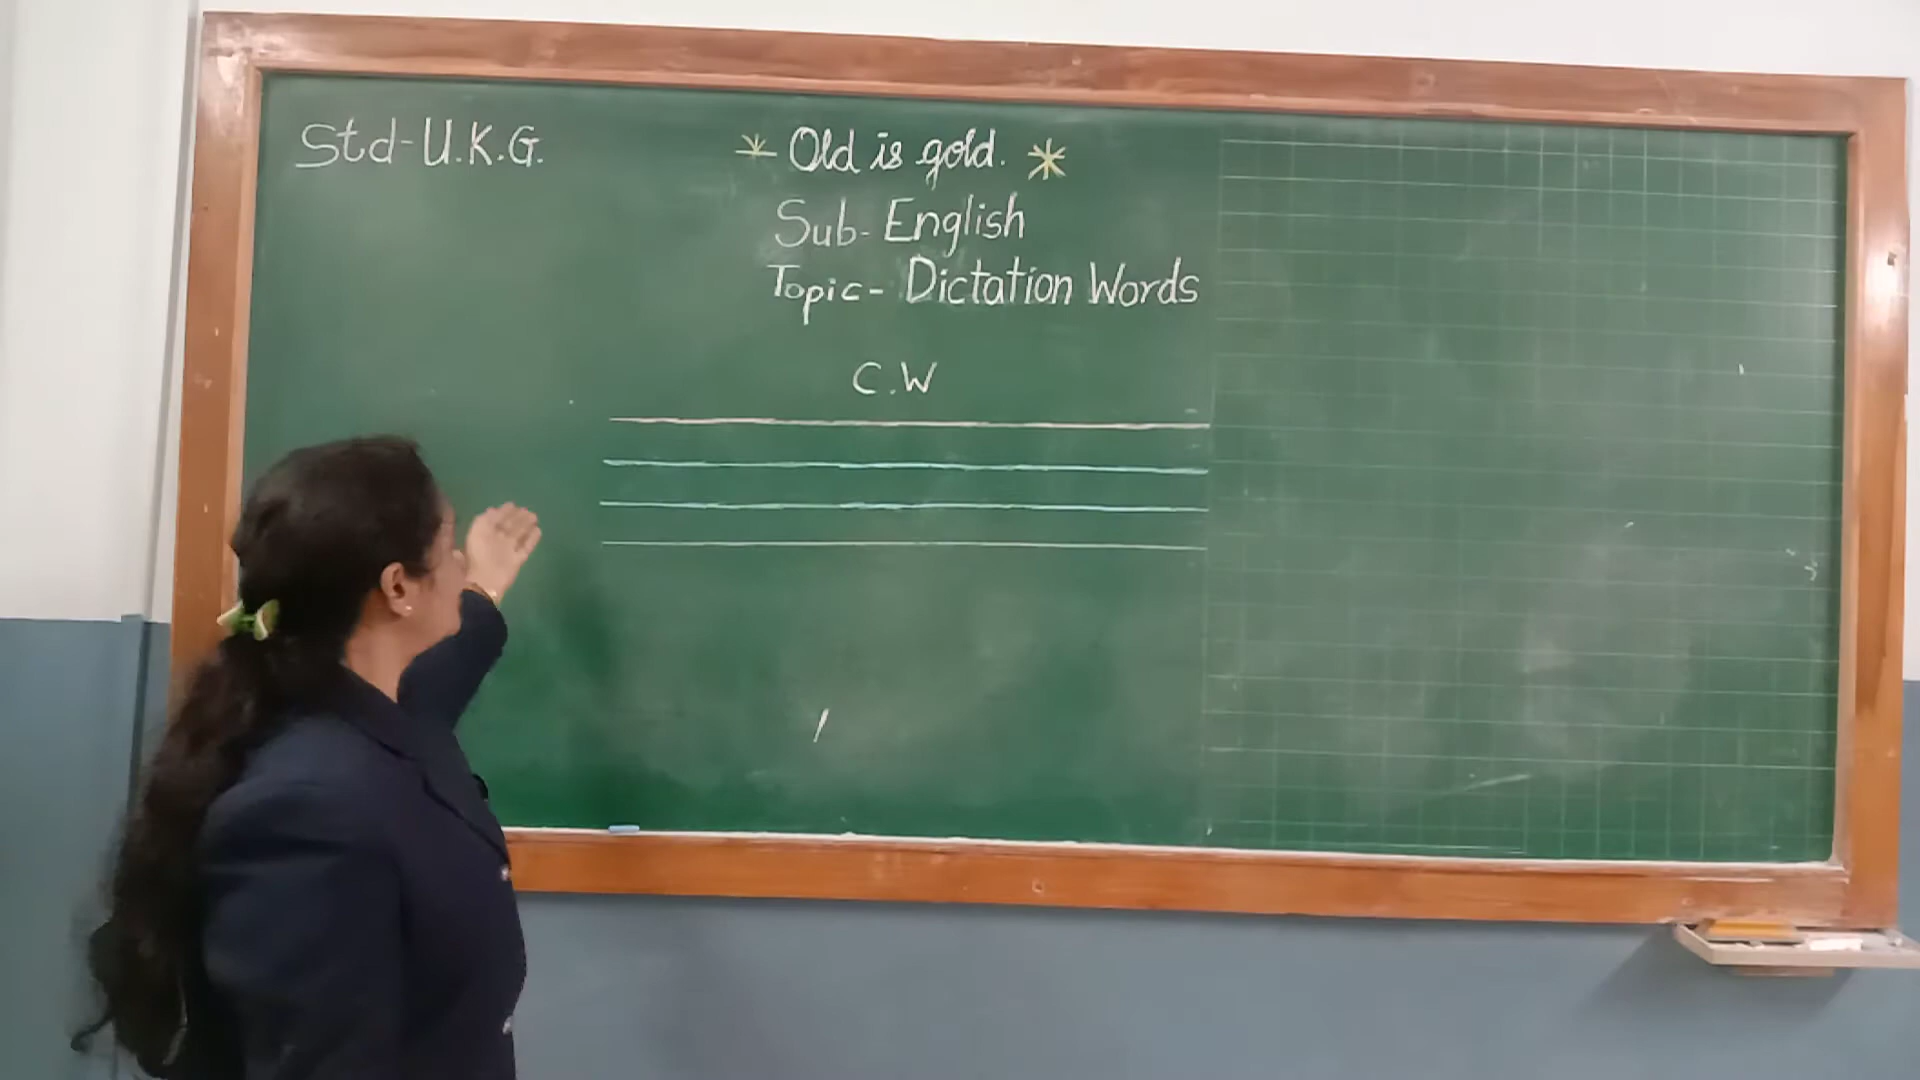 Std-U.K.G.
Old is gold.
Sub- English
Topic- Dictation Words
C.W